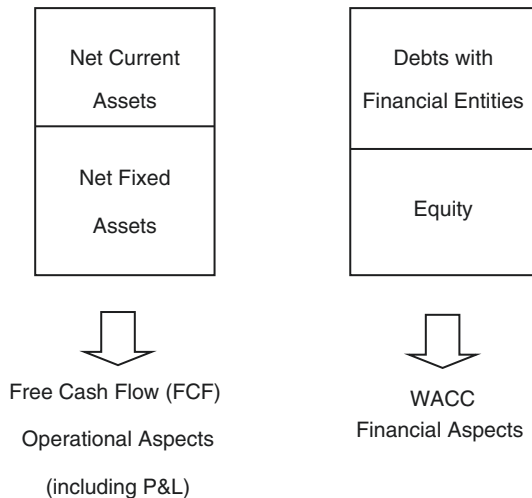 Net Current
Assets
Net Fixed
Assets
Free Cash Flow (FCF)
Operational Aspects
(including P&L)
Debts with
Financial Entities
Equity
WACC
Financial Aspects